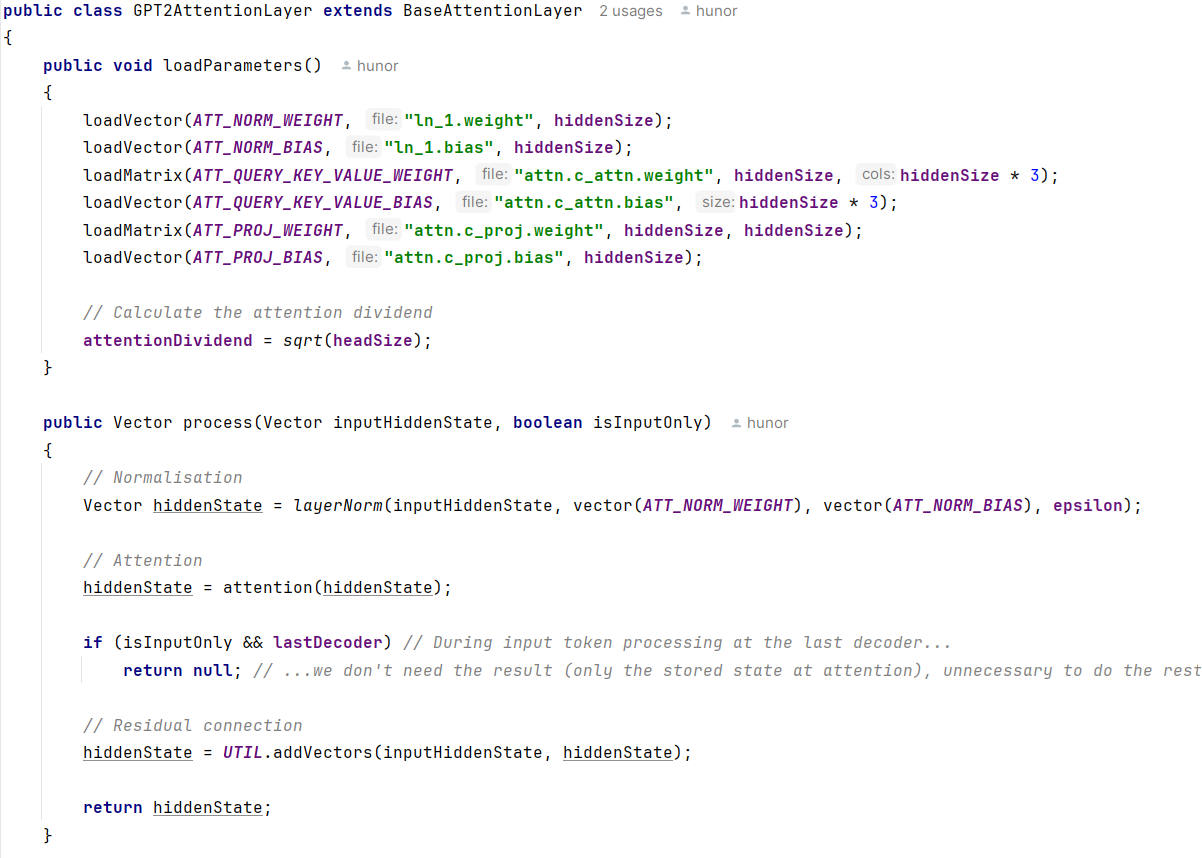 public class GPT2AttentionLayer extends BaseAttentionLayer 2 usages hunor
{
public void loadParameters() hunor
{
loadVector(ATT_NORM_WEIGHT, file: "ln_1.weight", hiddenSize);
loadVector(ATT_NORM_BIAS, file: "ln_1.bias", hiddenSize);
loadMatrix(ATT_QUERY_KEY_VALUE_WEIGHT, file: "attn.c_attn.weight", hiddenSize, cols: hiddenSize * 3);
loadVector(ATT_QUERY_KEY_VALUE_BIAS, file: "attn.c_attn.bias", size: hiddenSize * 3);
loadMatrix(ATT_PROJ_WEIGHT, file: "attn.c_proj.weight", hiddenSize, hiddenSize);
loadVector(ATT_PROJ_BIAS, file: "attn.c_proj.bias", hiddenSize);
// Calculate the attention dividend
attentionDividend = sqrt(headSize);
}
public Vector process(Vector inputHiddenState, boolean isInputOnly) hunor
{
// Normalisation
Vector hiddenState = layerNorm(inputHiddenState, vector(ATT_NORM_WEIGHT), vector(ATT_NORM_BIAS), epsilon);
// Attention
hiddenState = attention(hiddenState);
if (isInputOnly && lastDecoder) // During input token processing at the last decoder...
return null; // ...we don't need the result (only the stored state at attention), unnecessary to do the rest
// Residual connection
hiddenState = UTIL.addVectors(inputHiddenState, hiddenState);
return hiddenState;
}